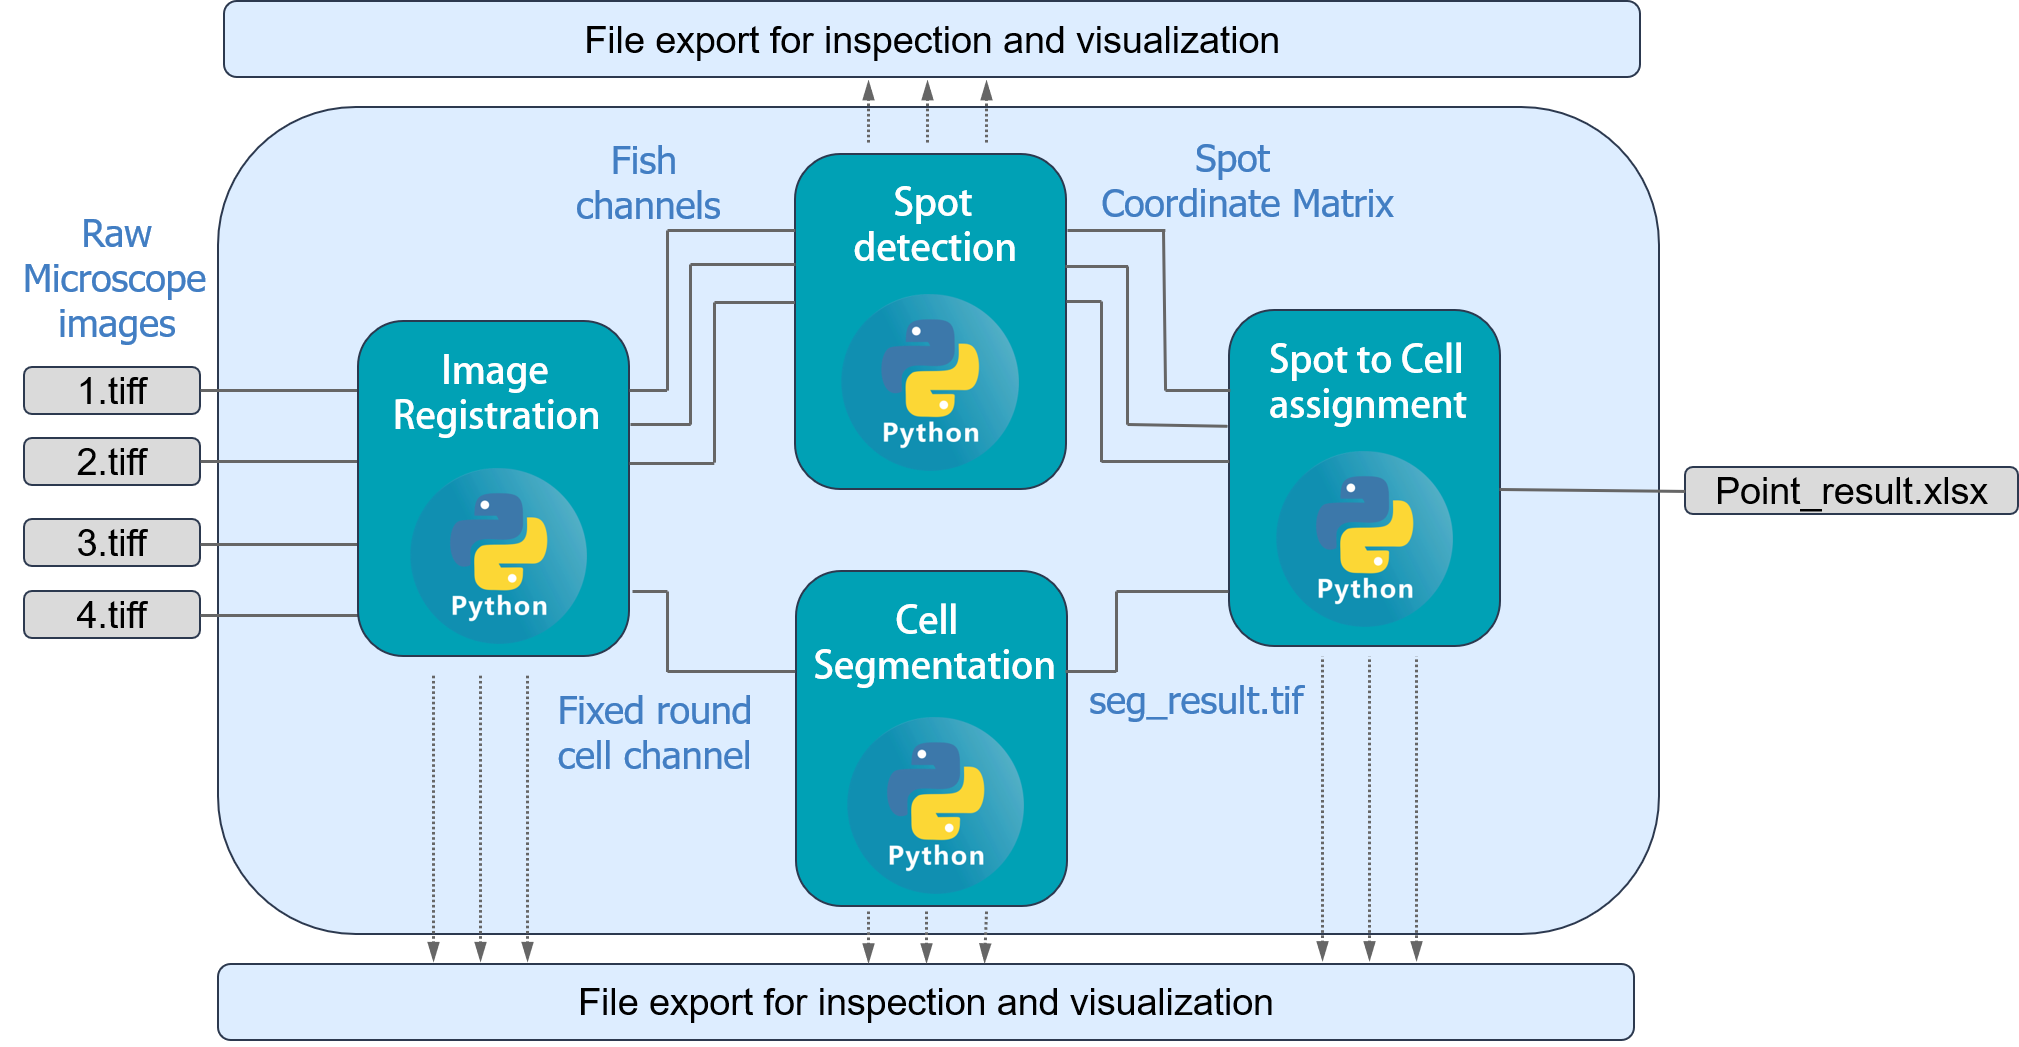 File export for inspection and visualization
Fish
channels
Spot
Coordinate Matrix
Raw
Microscope
images
1.tiff
2.tiff
3.tiff
4.tiff
Image
Registration
Python
Spot
detection
Python
Spot to Cell
assignment
Python
Point_result.xlsx
Cell
Segmentation
Python
Fixed round
cell channel
seg_result.tif
File export for inspection and visualization